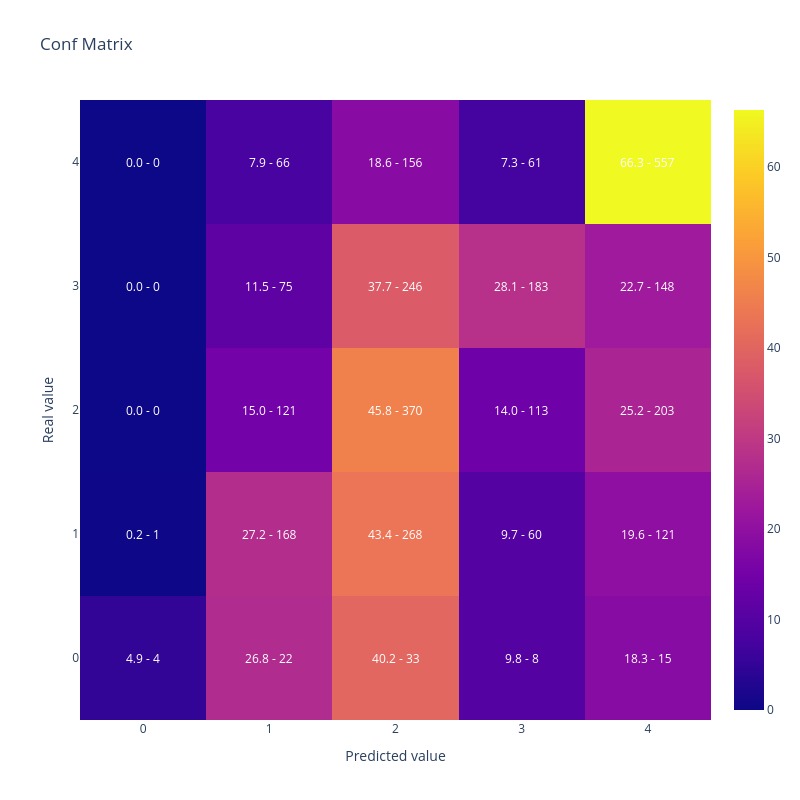 Conf Matrix
4 0.0 - 0 7.9 - 66 18.6 - 156 7.3 - 61 66.3 - 557
3 0.0 - 0 11.5 - 75 37.7 - 246 28.1 - 183 22.7 - 148
2 0.0 - 0 15.0 - 121 45.8 - 370 14.0 - 113 25.2 - 203
1 0.2 - 1 27.2 - 168 43.4 - 268 9.7 - 60 19.6 - 121
0 4.9 - 4 26.8 - 22 40.2 - 33 9.8 - 8 18.3 - 15
0 1 2 3 4
Predicted value
Real value
60
50
40
30
20
10
0